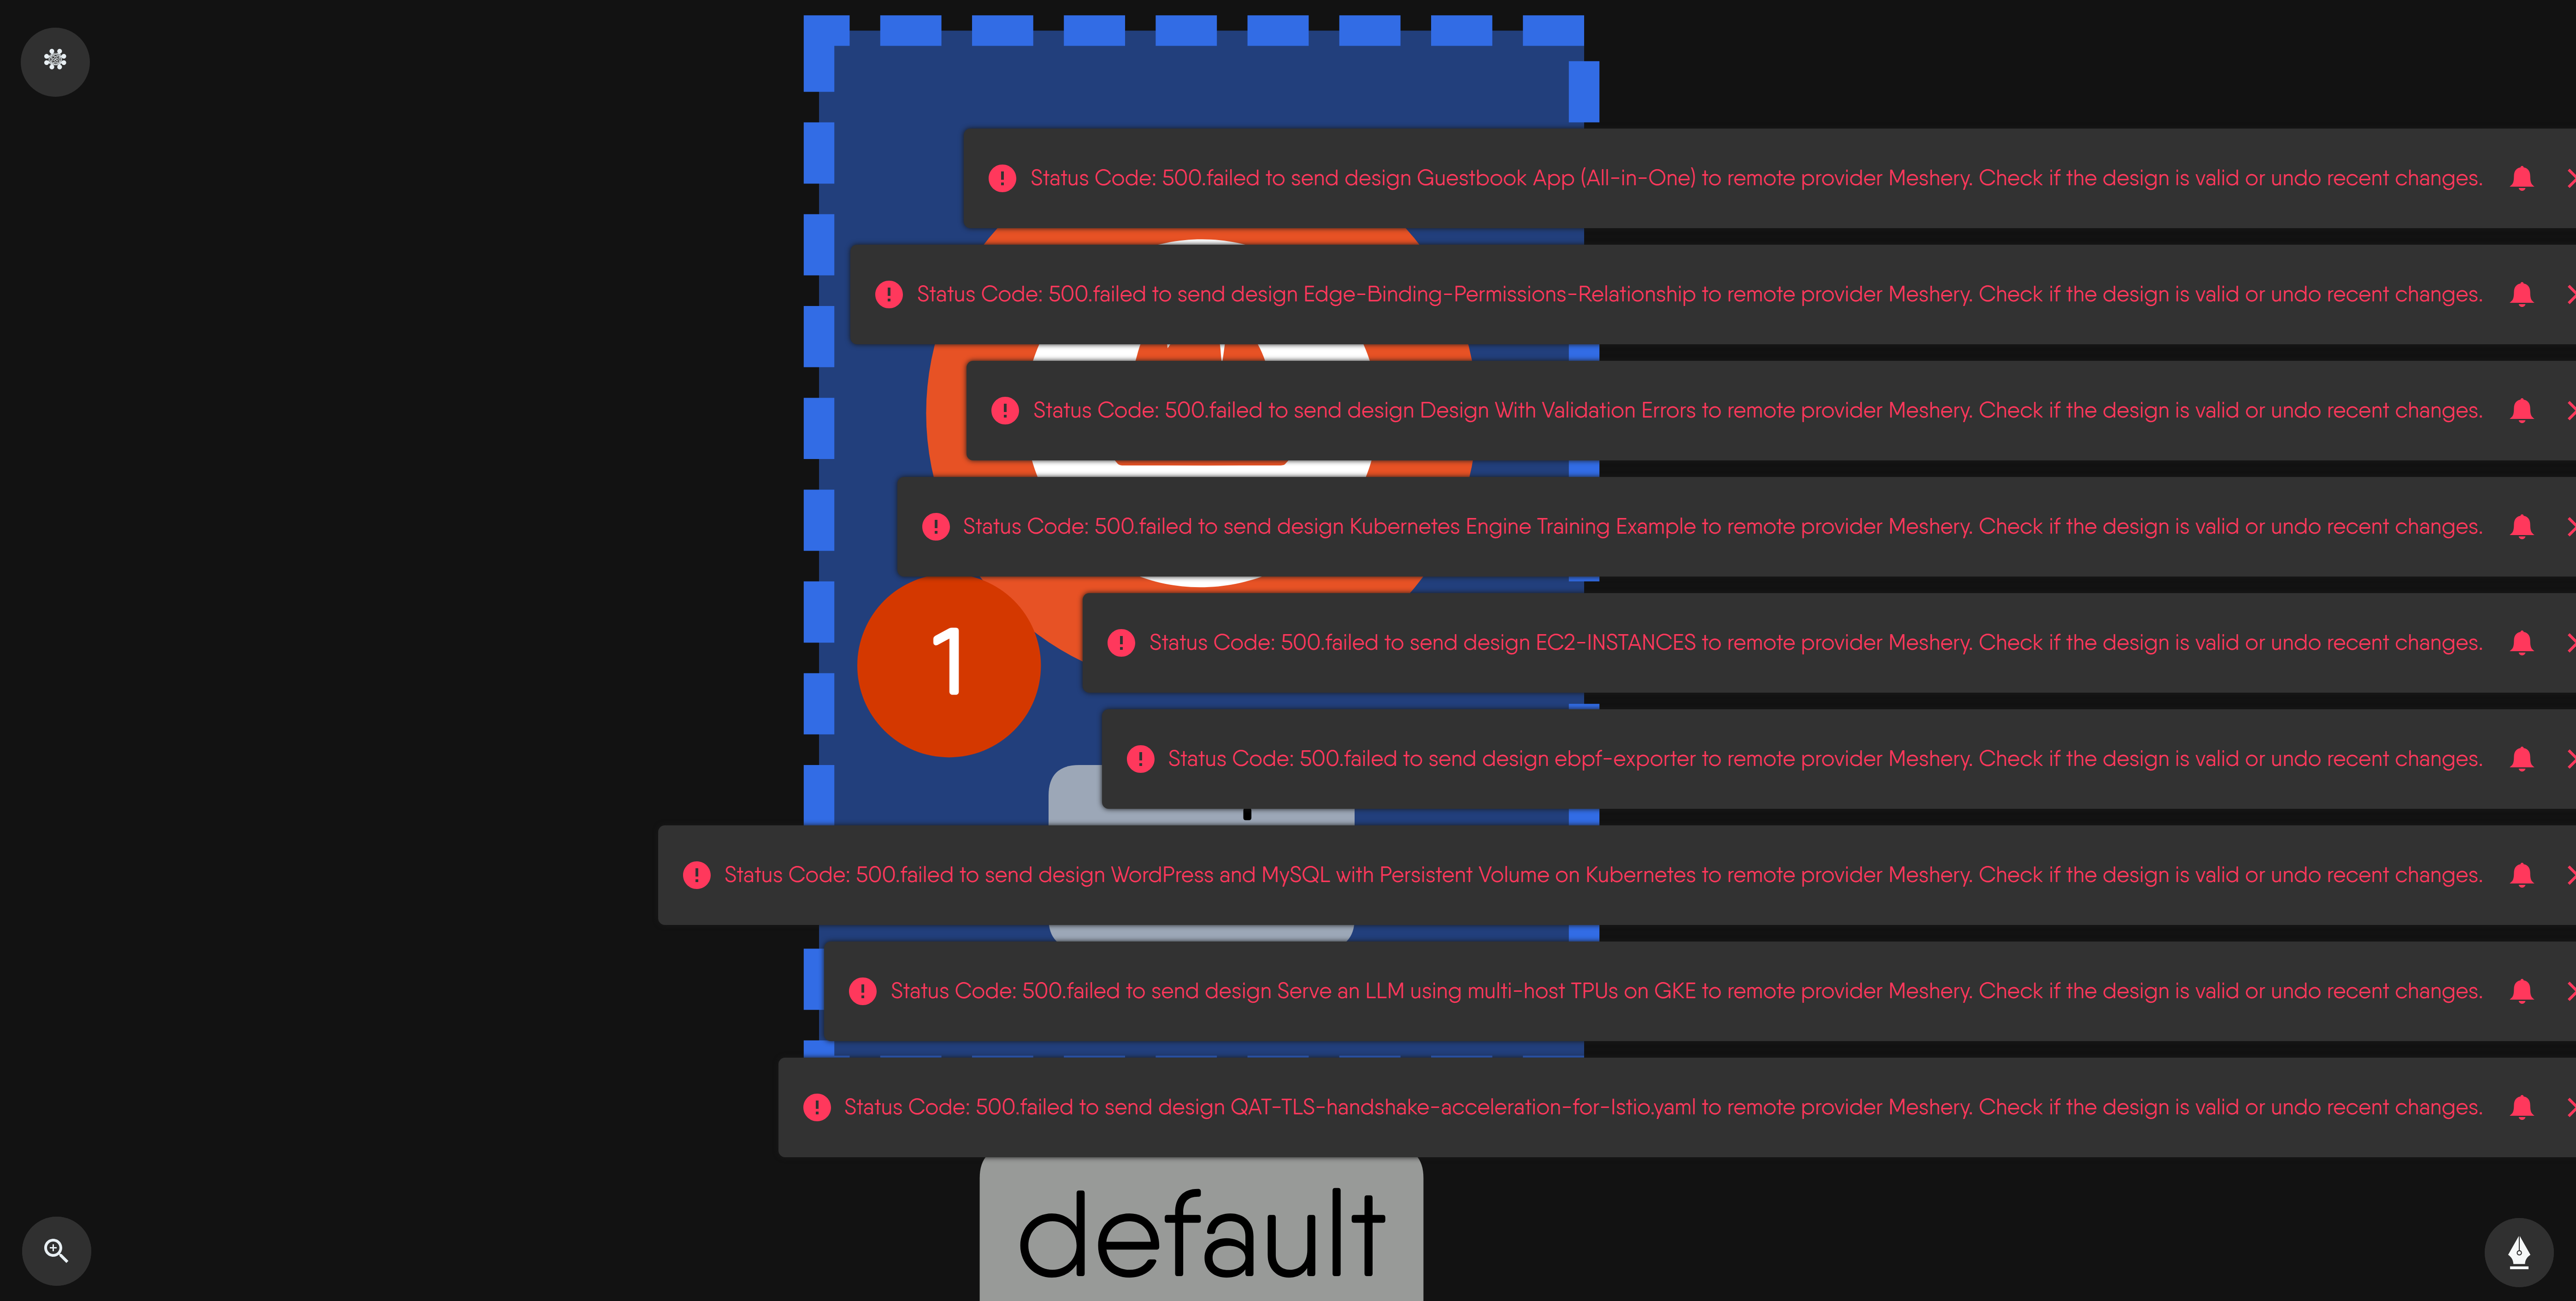 Status Code: 500.failed to send design Guestbook App (All-in-One) to remote provider Meshery. Check if the design is valid or undo recent changes.
Status Code: 500.failed to send design Edge-Binding-Permissions-Relationship to remote provider Meshery. Check if the design is valid or undo recent changes.
Status Code: 500.failed to send design Design With Validation Errors to remote provider Meshery. Check if the design is valid or undo recent changes.
Status Code: 500.failed to send design Kubernetes Engine Training Example to remote provider Meshery. Check if the design is valid or undo recent changes.
1
Status Code: 500.failed to send design EC2-INSTANCES to remote provider Meshery. Check if the design is valid or undo recent changes.
Status Code: 500.failed to send design ebpf-exporter to remote provider Meshery. Check if the design is valid or undo recent changes.
Status Code: 500.failed to send design WordPress and MySQL with Persistent Volume on Kubernetes to remote provider Meshery. Check if the design is valid or undo recent changes.
Status Code: 500.failed to send design Serve an LLM using multi-host TPUs on GKE to remote provider Meshery. Check if the design is valid or undo recent changes.
Status Code: 500.failed to send design QAT-TLS-handshake-acceleration-for-Istio.yaml to remote provider Meshery. Check if the design is valid or undo recent changes.
default